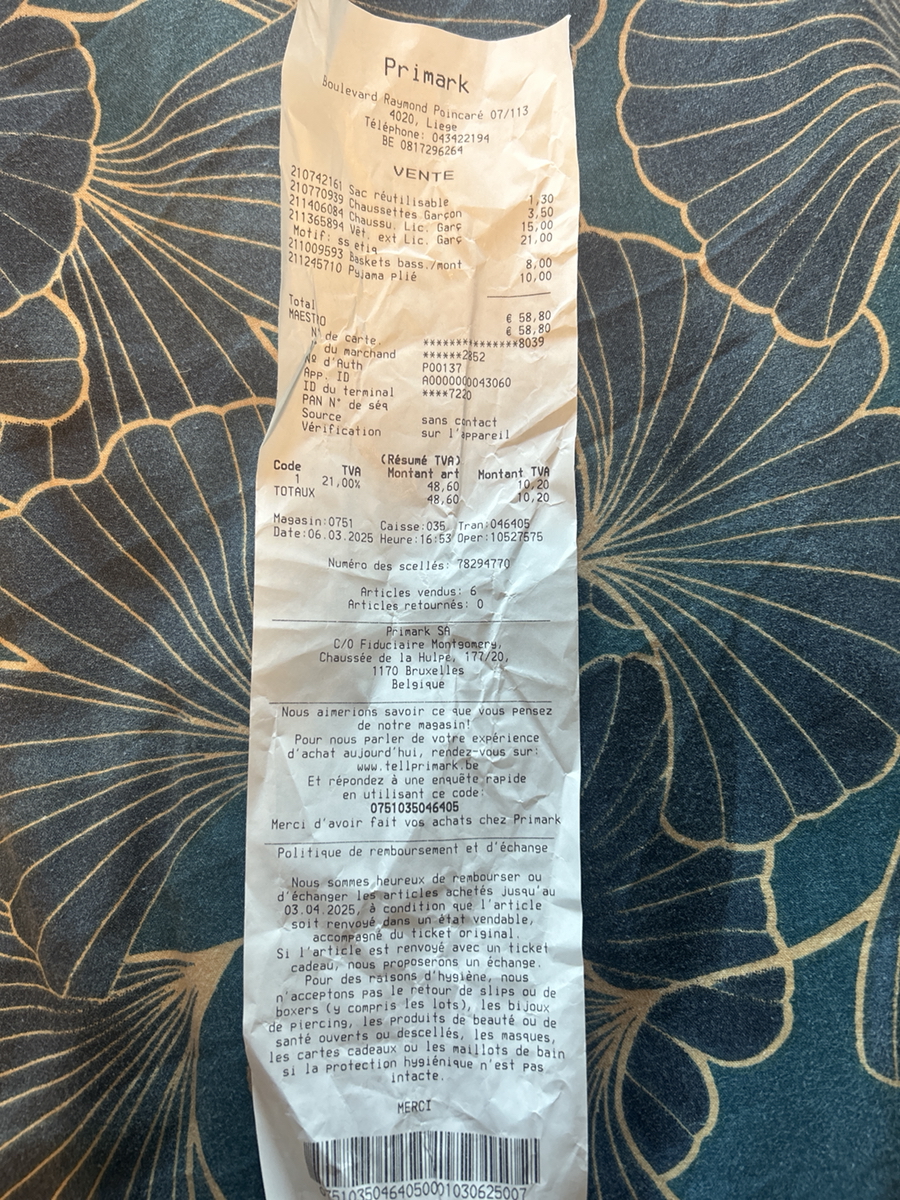 Primark
Boulevard Raymond Poincaré 07/113
4020, Liege
Téléphone: 043422194
BE 0817296264
VENTE
210742161 Sac réutilisable 1,30
210770939 Chaussettes Garçon 3,50
211406084 Chaussu. Lic. Garç 15,00
211365894 Vêt. ext Lic. Garç 21,00
Motif: ss etiq
211009593 Baskets bass./mont 8,00
211245710 Pyjama plié 10,00
Total € 58,80
MAESTRO € 58,80
N° de carte. ***************8039
du marchand ******2852
No d'Auth P00137
App. ID A0000000043060
ID du terminal ****7220
PAN N° de séq
Source sans contact
Vérification sur l'appareil
(Résumé TVA)
Code TVA Montant art Montant TVA
1 21,00% 48,60 10,20
TOTAUX 48,60 10,20
Magasin:0751 Caisse:035 Tran:046405
Date:06.03.2025 Heure:16:53 Oper:10527575
Numéro des scellés: 78294770
Articles vendus: 6
Articles retournés: 0
Primark SA
C/O Fiduciaire Montgomery,
Chaussée de la Hulpe, 177/20,
1170 Bruxelles
Belgique
Nous aimerions savoir ce que vous pensez
de notre magasin!
Pour nous parler de votre expérience
d'achat aujourd'hui, rendez-vous sur:
www.tellprimark.be
Et répondez à une enquête rapide
en utilisant ce code:
0751035046405
Merci d'avoir fait vos achats chez Primark
Politique de remboursement et d'échange
Nous sommes heureux de rembourser ou
d'échanger les articles achetés jusqu'au
03.04.2025, à condition que l'article
soit renvoyé dans un état vendable,
accompagné du ticket original.
Si l'article est renvoyé avec un ticket
cadeau, nous proposerons un échange.
Pour des raisons d'hygiène, nous
n'acceptons pas le retour de slips ou de
boxers (y compris les lots), les bijoux
de piercing, les produits de beauté ou de
santé ouverts ou descellés, les masques,
les cartes cadeaux ou les maillots de bain
si la protection hygiénique n'est pas
intacte.
MERCI